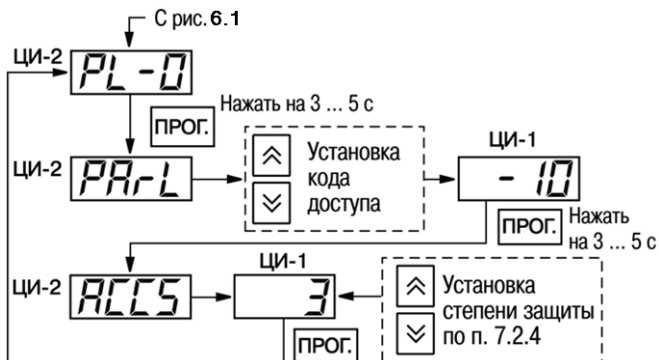 С рис. 6.1
ЦИ-2
PL-0
Нажать на 3 ... 5 с
ПРОГ.
ЦИ-2
PArL
Установка
кода
доступа
ЦИ-1
- 10
ПРОГ.
Нажать
на 3 ... 5 с
ЦИ-2
ACCS
ЦИ-1
3
Установка
степени защиты
по п. 7.2.4
ПРОГ.